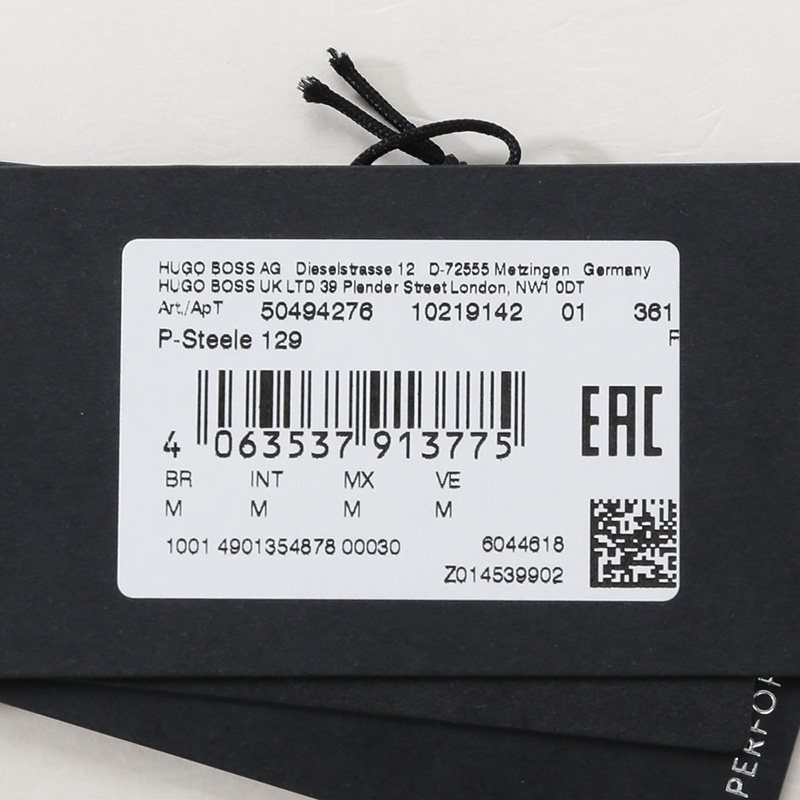 HUGO BOSS AG Dieselstrasse 12 D-72555 Metzingen Germany
HUGO BOSS UK LTD 39 Plender Street London, NW1 0DT
Art./АрТ 50494276 10219142 01 361
P-Steele 129 F
EAC
4 063537 913775
BR INT MX VE
M M M M
1001 4901354878 00030 6044618
Z014539902
PERFOR